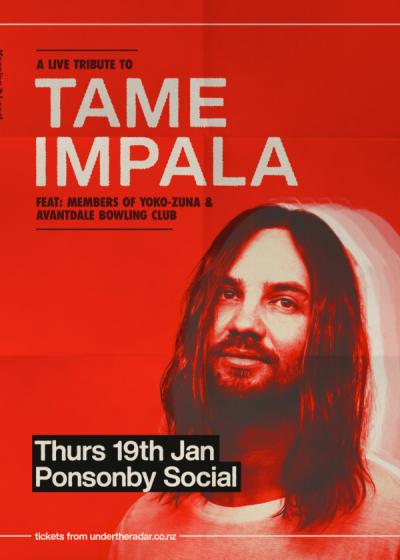 A LIVE TRIBUTE TO
TAME
IMPALA
FEAT: MEMBERS OF YOKO-ZUNA &
AVANTDALE BOWLING CLUB
Thurs 19th Jan
Ponsonby Social
tickets from undertheradar.co.nz